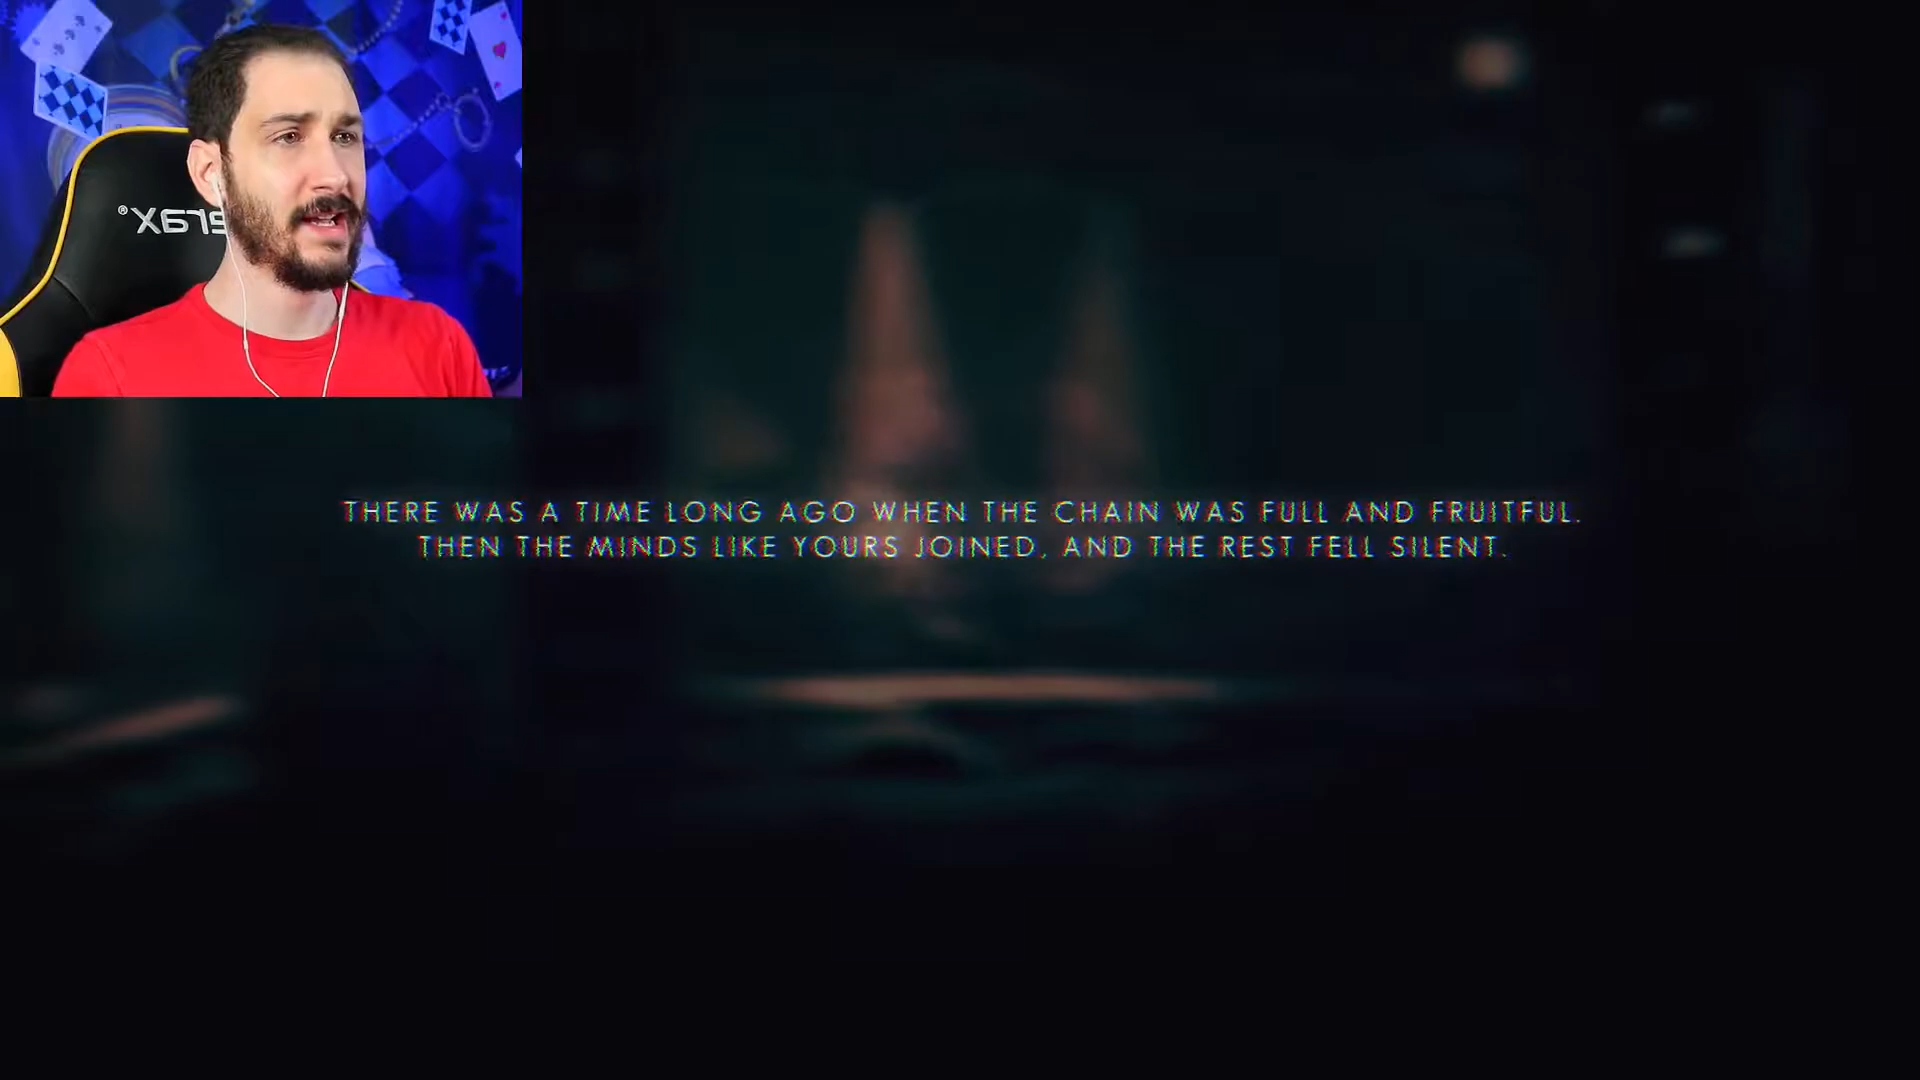 THERE WAS A TIME LONG AGO WHEN THE CHAIN WAS FULL AND FRUITFUL.
THEN THE MINDS LIKE YOURS JOINED, AND THE REST FELL SILENT.